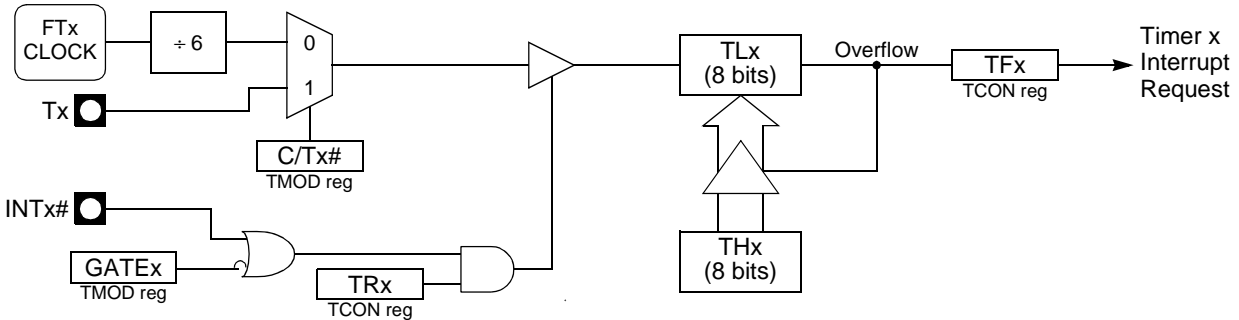 FTx
CLOCK
÷ 6
0
1
Tx
C/Tx#
TMOD reg
INTx#
GATEx
TMOD reg
TRx
TCON reg
TLx
(8 bits)
THx
(8 bits)
Overflow
TFx
TCON reg
Timer x
Interrupt
Request